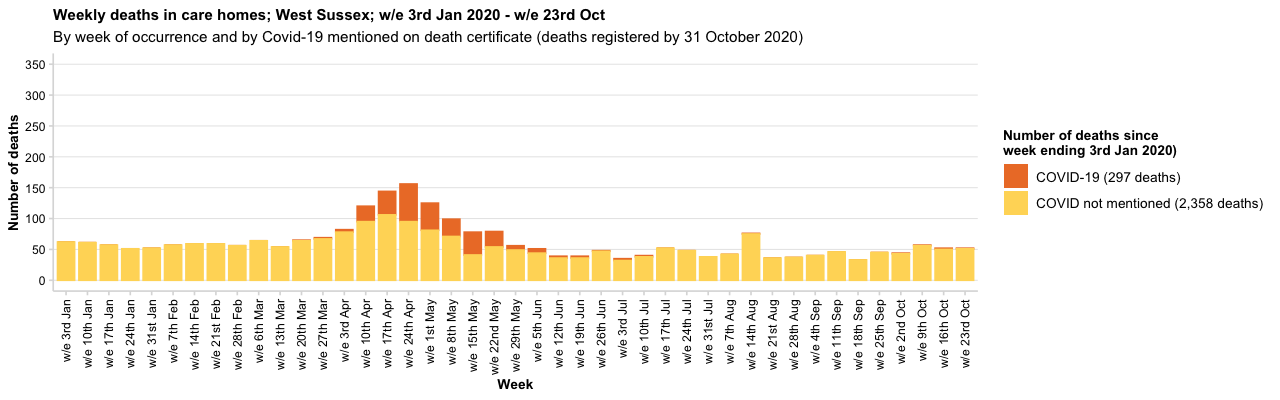 Weekly deaths in care homes; West Sussex; w/e 3rd Jan 2020 - w/e 23rd Oct
By week of occurrence and by Covid-19 mentioned on death certificate (deaths registered by 31 October 2020)
Number of deaths
350
300
250
200
150
100
50
0
w/e 3rd Jan
w/e 10th Jan
w/e 17th Jan
w/e 24th Jan
w/e 31st Jan
w/e 7th Feb
w/e 14th Feb
w/e 21st Feb
w/e 28th Feb
w/e 6th Mar
w/e 13th Mar
w/e 20th Mar
w/e 27th Mar
w/e 3rd Apr
w/e 10th Apr
w/e 17th Apr
w/e 24th Apr
w/e 1st May
w/e 8th May
w/e 15th May
w/e 22nd May
w/e 29th May
w/e 5th Jun
w/e 12th Jun
w/e 19th Jun
w/e 26th Jun
w/e 3rd Jul
w/e 10th Jul
w/e 17th Jul
w/e 24th Jul
w/e 31st Jul
w/e 7th Aug
w/e 14th Aug
w/e 21st Aug
w/e 28th Aug
w/e 4th Sep
w/e 11th Sep
w/e 18th Sep
w/e 25th Sep
w/e 2nd Oct
w/e 9th Oct
w/e 16th Oct
w/e 23rd Oct
Week
Number of deaths since
week ending 3rd Jan 2020)
COVID-19 (297 deaths)
COVID not mentioned (2,358 deaths)